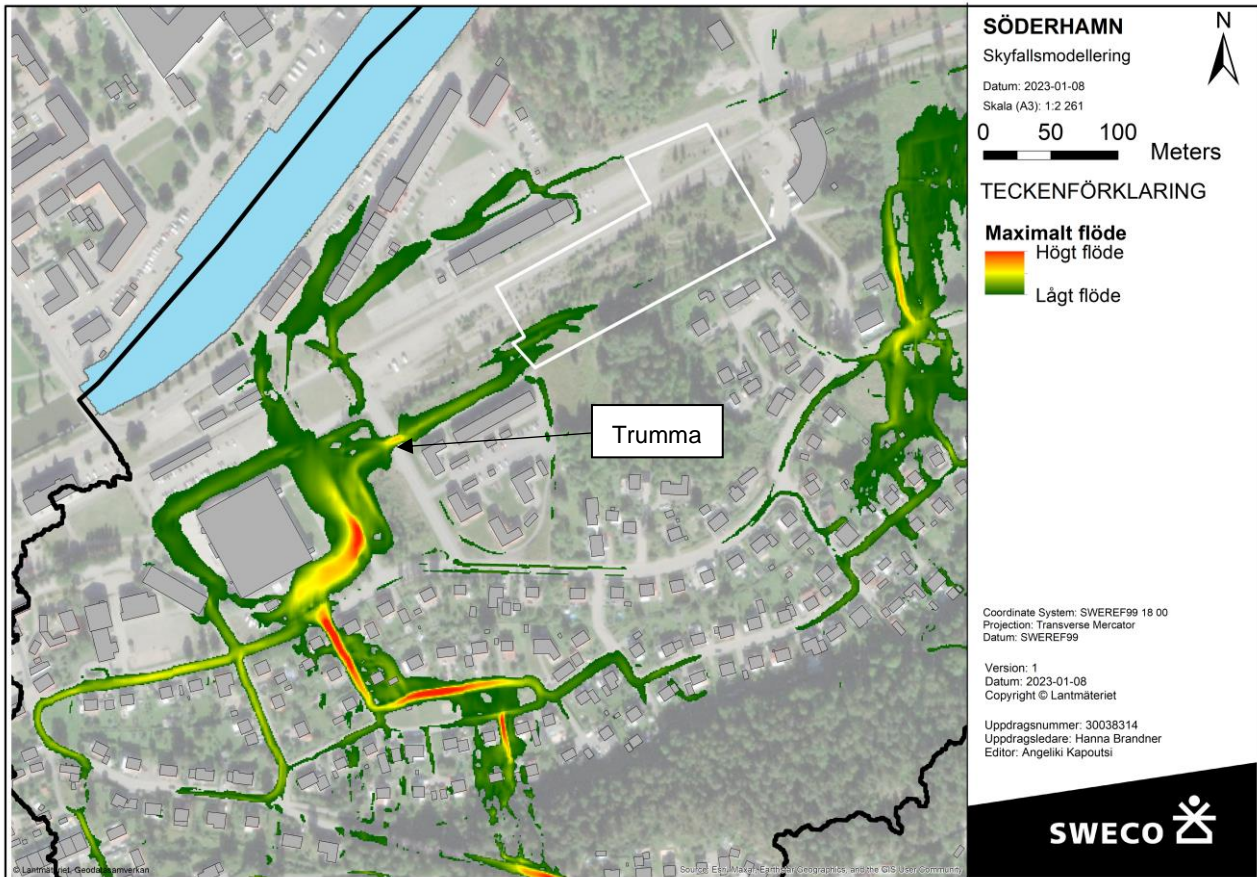 SÖDERHAMN
Skyfallsmodellering
Datum: 2023-01-08
Skala (A3): 1:2 261
N
0 50 100
Meters
TECKENFÖRKLARING
Maximalt flöde
Högt flöde
Lågt flöde
Trumma
Coordinate System: SWEREF99 18 00
Projection: Transverse Mercator
Datum: SWEREF99
Version: 1
Datum: 2023-01-08
Copyright © Lantmäteriet
Uppdragsnummer: 30038314
Uppdragsledare: Hanna Brandner
Editor: Angeliki Kapoutsi
SWECO
© Lantmäteriet, Geodatasamverkan
Source: Esri, Maxar, Earthstar Geographics, and the GIS User Community